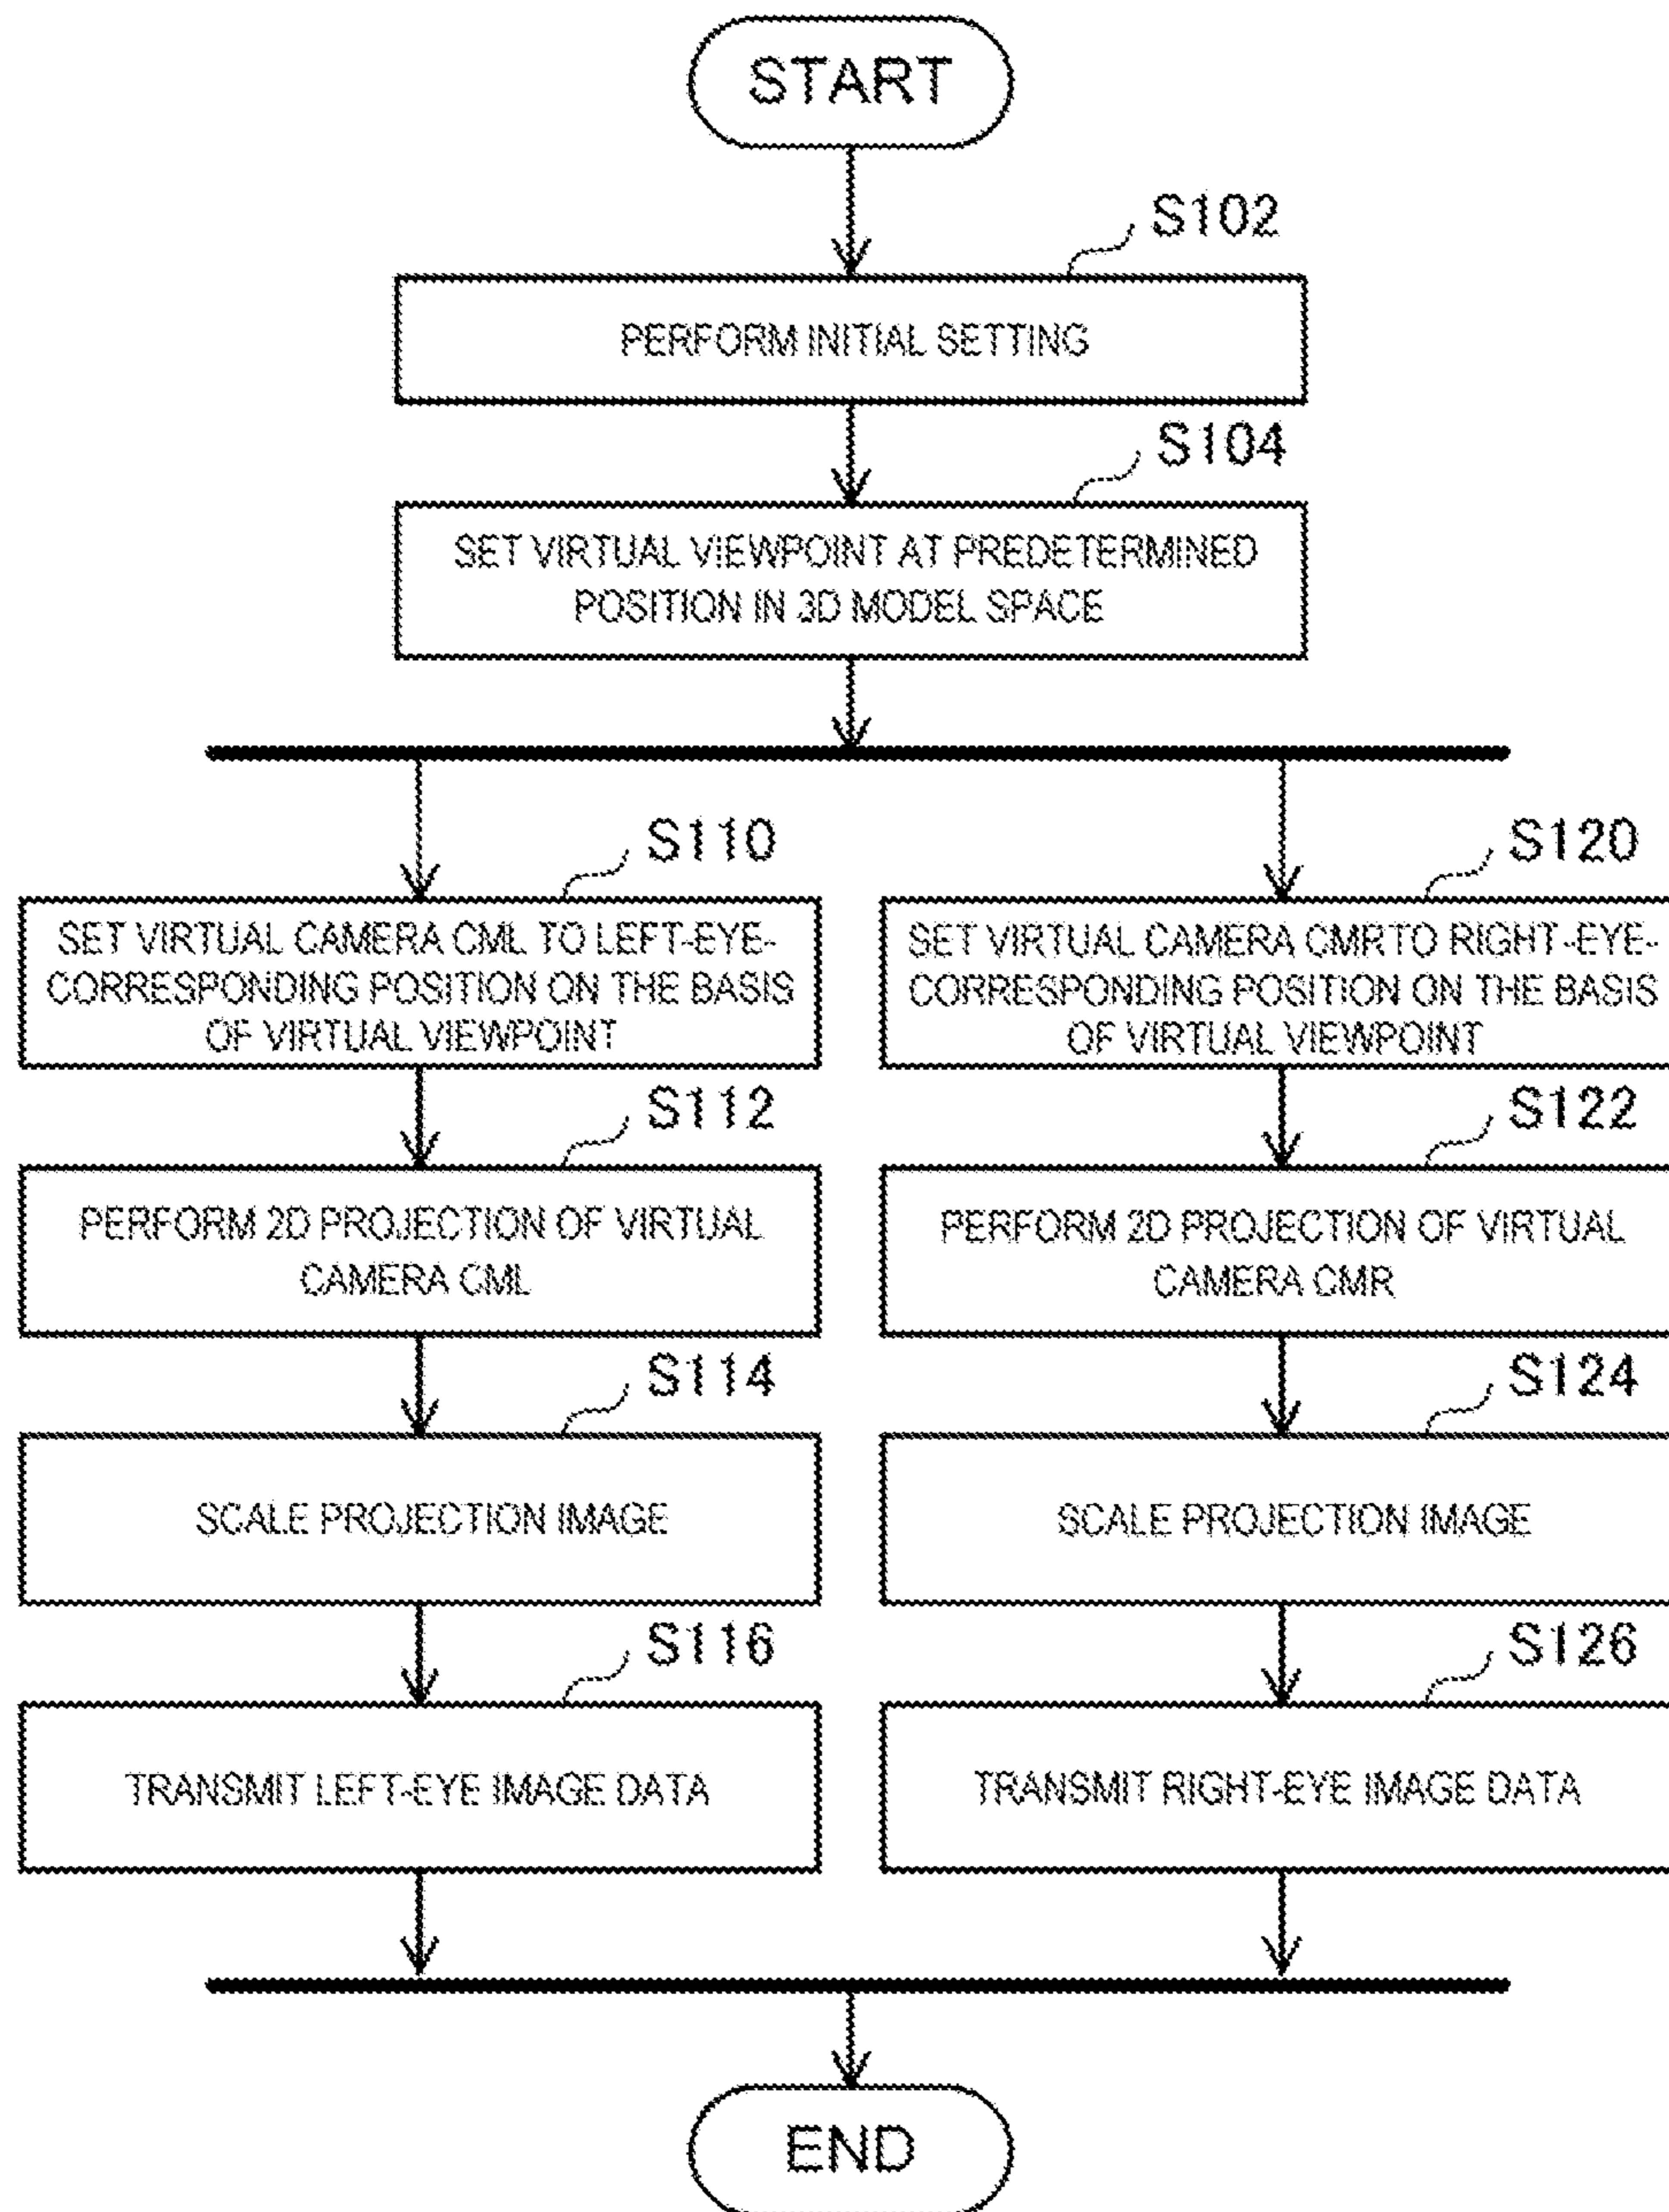 START
S102
PERFORM INITIAL SETTING
S104
SET VIRTUAL VIEWPOINT AT PREDETERMINED
POSITION IN 3D MODEL SPACE
S110
SET VIRTUAL CAMERA CML TO LEFT-EYE-
CORRESPONDING POSITION ON THE BASIS
OF VIRTUAL VIEWPOINT
S112
PERFORM 2D PROJECTION OF VIRTUAL
CAMERA CML
S114
SCALE PROJECTION IMAGE
S116
TRANSMIT LEFT-EYE IMAGE DATA
S120
SET VIRTUAL CAMERA CMRTO RIGHT-EYE-
CORRESPONDING POSITION ON THE BASIS
OF VIRTUAL VIEWPOINT
S122
PERFORM 2D PROJECTION OF VIRTUAL
CAMERA CMR
S124
SCALE PROJECTION IMAGE
S126
TRANSMIT RIGHT-EYE IMAGE DATA
END